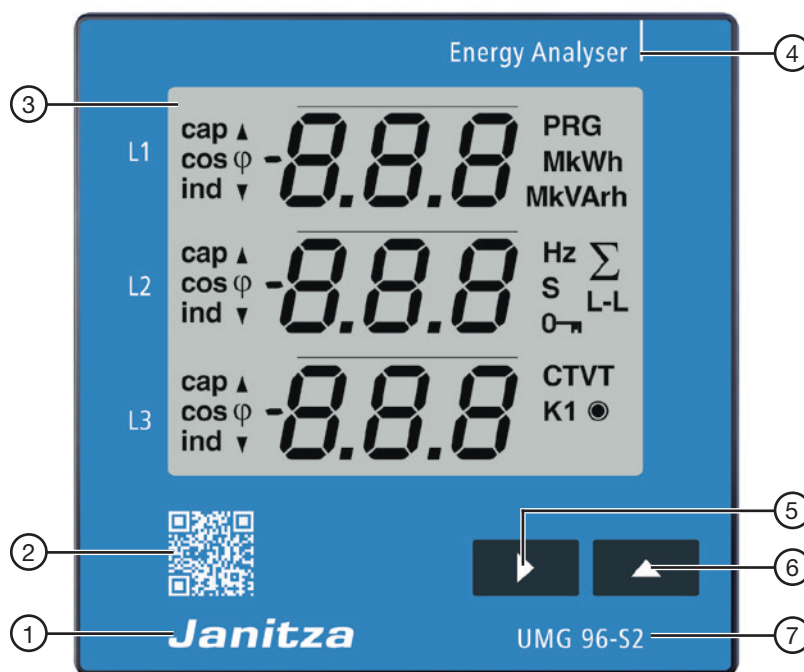 Energy Analyser
4
3
L1
cap ▲
cos φ
ind ▼
-8.8.8
PRG
MkWh
MkVArh
L2
cap ▲
cos φ
ind ▼
-8.8.8
Hz Σ
S
L-L
L3
cap ▲
cos φ
ind ▼
-8.8.8
CTVT
K1
5
2
6
1
Janitza
UMG 96-S2
7